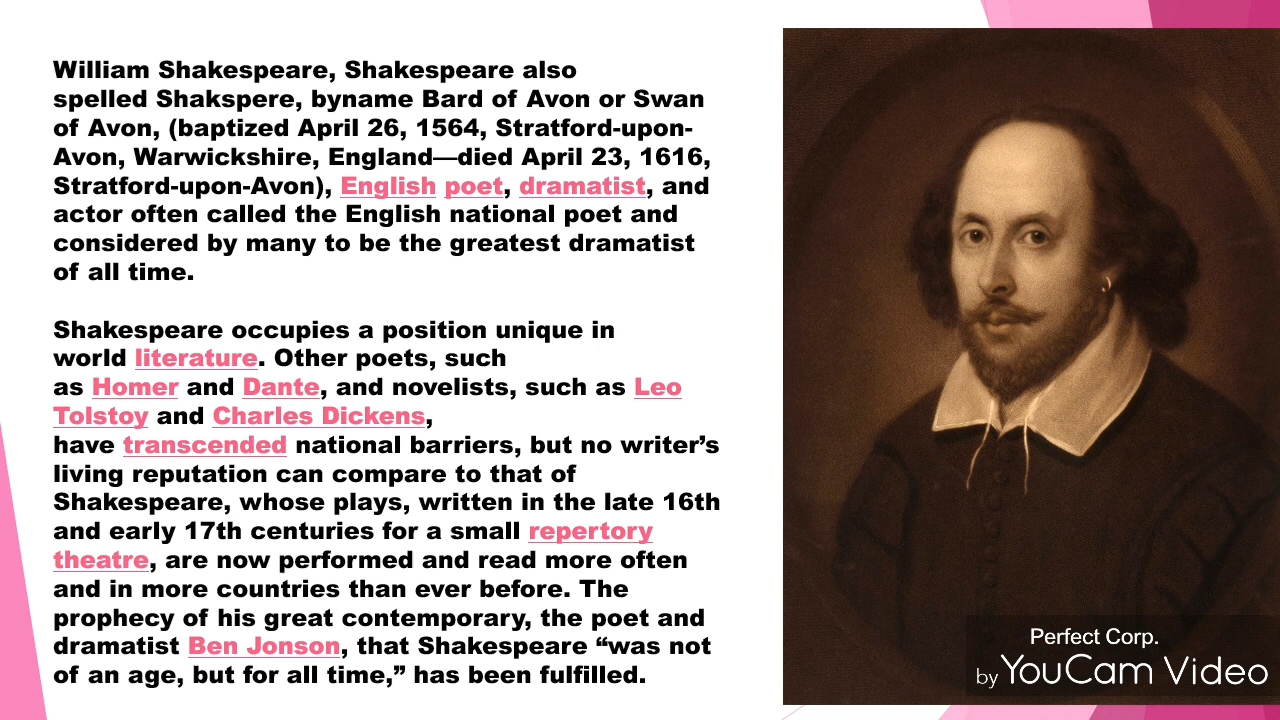 William Shakespeare, Shakespeare also
spelled Shakspere, byname Bard of Avon or Swan
of Avon, (baptized April 26, 1564, Stratford-upon-
Avon, Warwickshire, England—died April 23, 1616,
Stratford-upon-Avon), English poet, dramatist, and
actor often called the English national poet and
considered by many to be the greatest dramatist
of all time.
Shakespeare occupies a position unique in
world literature. Other poets, such
as Homer and Dante, and novelists, such as Leo
Tolstoy and Charles Dickens,
have transcended national barriers, but no writer’s
living reputation can compare to that of
Shakespeare, whose plays, written in the late 16th
and early 17th centuries for a small repertory
theatre, are now performed and read more often
and in more countries than ever before. The
prophecy of his great contemporary, the poet and
dramatist Ben Jonson, that Shakespeare “was not
of an age, but for all time,” has been fulfilled.
Perfect Corp.
by YouCam Video